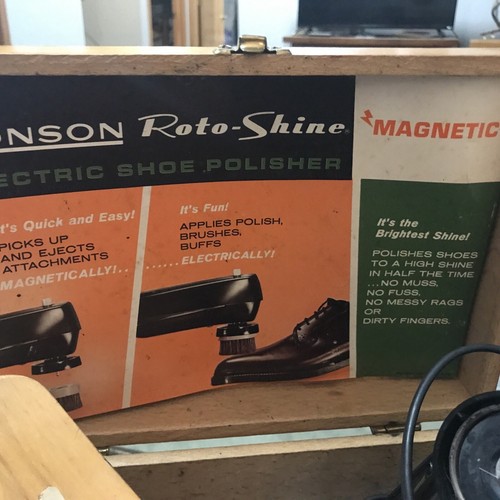 ONSON Roto-Shine
MAGNETIC
ECTRIC SHOE POLISHER
t's Quick and Easy!
PICKS UP
AND EJECTS
ATTACHMENTS
MAGNETICALLY!. .
It's Fun!
APPLIES POLISH,
BRUSHES,
BUFFS
......ELECTRICALLY!
It's the
Brightest Shine!
POLISHES SHOES
TO A HIGH SHINE
IN HALF THE TIME
...NO MUSS,
NO FUSS,
NO MESSY RAGS
OR
DIRTY FINGERS.